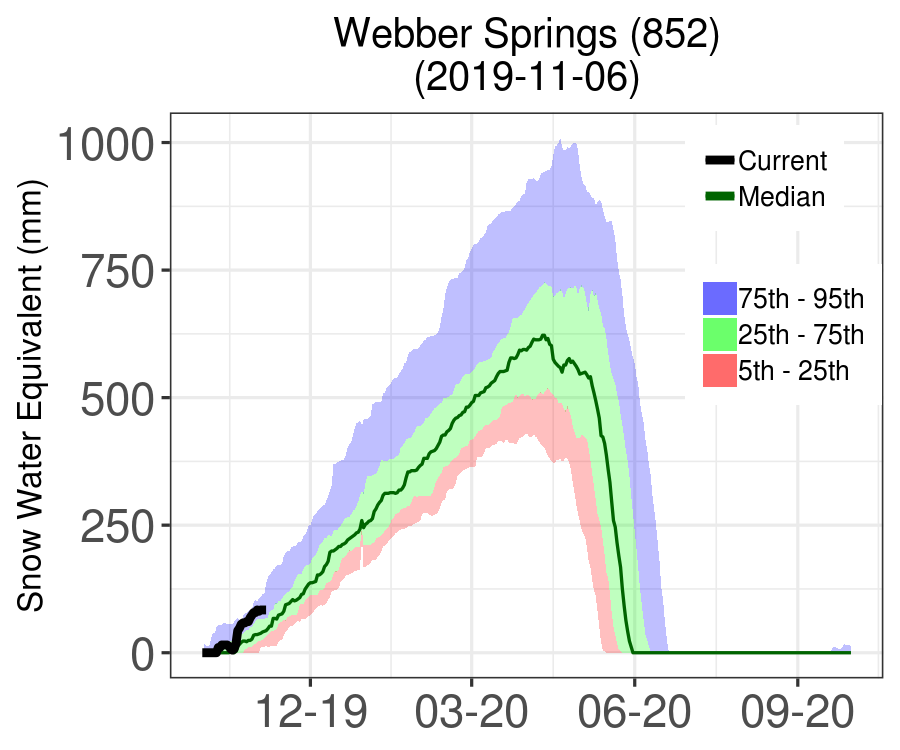 Webber Springs (852)
(2019-11-06)
Snow Water Equivalent (mm)
1000
750
500
250
0
Current
Median
75th - 95th
25th - 75th
5th - 25th
12-19
03-20
06-20
09-20